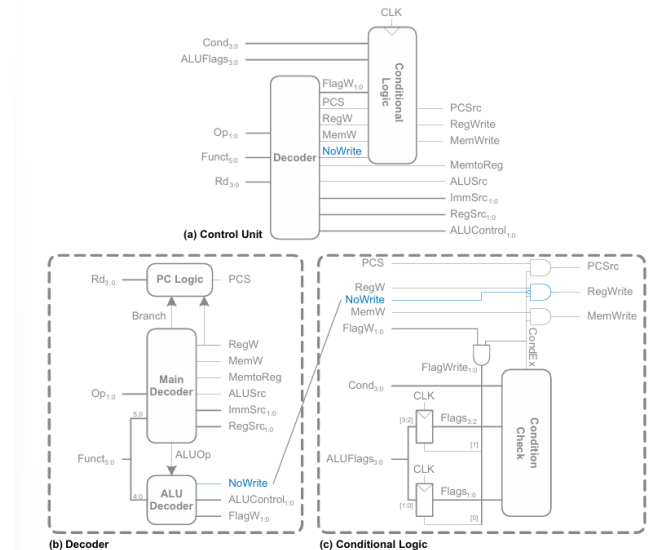 CLK
Cond3:0
ALUFlags3:0
Conditional
Logic
FlagW1:0
PCS
RegW
MemW
NoWrite
PCSrc
RegWrite
MemWrite
Op1:0
Funct5:0
Rd3:0
Decoder
MemtoReg
ALUSrc
ImmSrc1:0
RegSrc1:0
ALUControl1:0
(a) Control Unit
Rd3:0
PC Logic
PCS
Branch
Main
Decoder
RegW
MemW
MemtoReg
ALUSrc
ImmSrc1:0
RegSrc1:0
Op1:0
5,0
Funct5:0
ALUOp
4:0
ALU
Decoder
NoWrite
ALUControl1:0
FlagW1:0
(b) Decoder
PCS
PCSrc
RegW
NoWrite
RegWrite
MemW
MemWrite
FlagW1:0
CondEx
FlagWrite1:0
Cond3:0
CLK
[3:2]
Flags3:2
[1]
ALUFlags3:0
CLK
[1:0]
Flags1:0
[0]
Condition
Check
(c) Conditional Logic